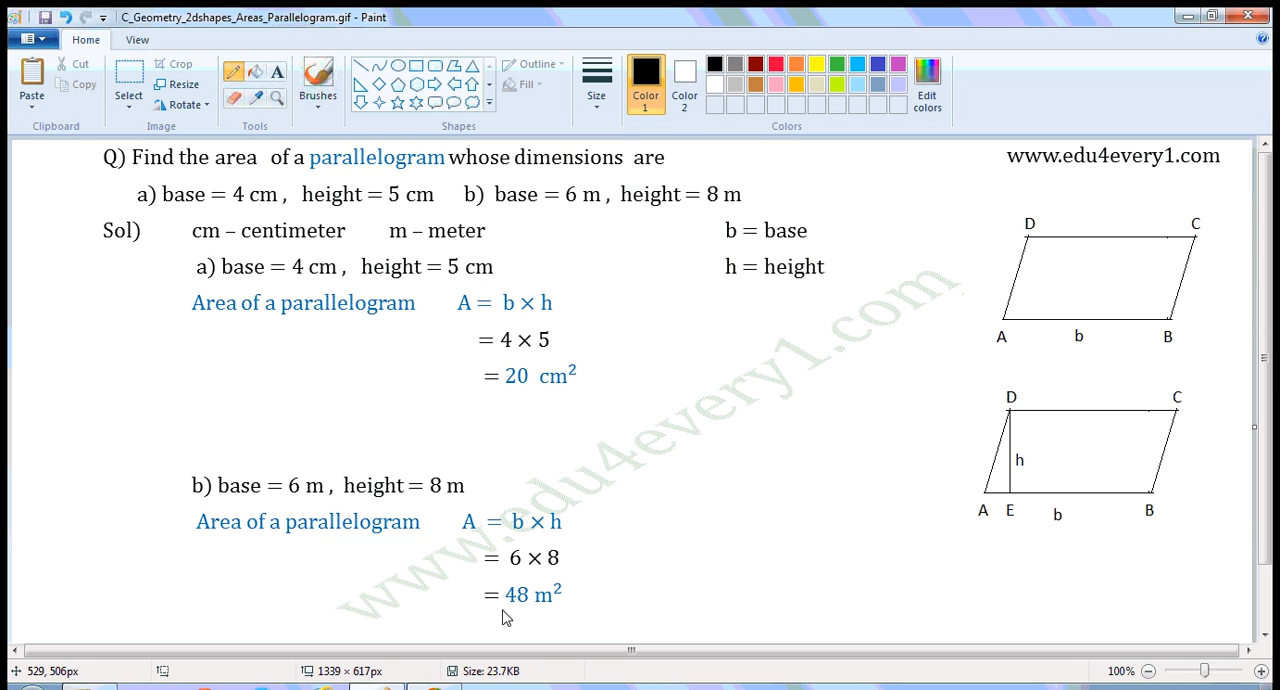 C_Geometry_2dshapes_Areas_Parallelogram.gif - Paint
Home View
Paste Cut Copy Select Crop Resize Rotate Brushes Outline Fill Size Color 1 Color 2 Edit colors
Clipboard Image Tools Shapes Colors
Q) Find the area of a parallelogram whose dimensions are
www.edu4every1.com
a) base = 4 cm , height = 5 cm b) base = 6 m , height = 8 m
Sol) cm – centimeter m – meter b = base
a) base = 4 cm , height = 5 cm h = height
Area of a parallelogram A = b × h
= 4 × 5
= 20 cm²
D C
A b B
D C
h
A E b B
b) base = 6 m , height = 8 m
Area of a parallelogram A = b × h
= 6 × 8
= 48 m²
www.edu4every1.com
529, 506px 1339 × 617px Size: 23.7KB 100%